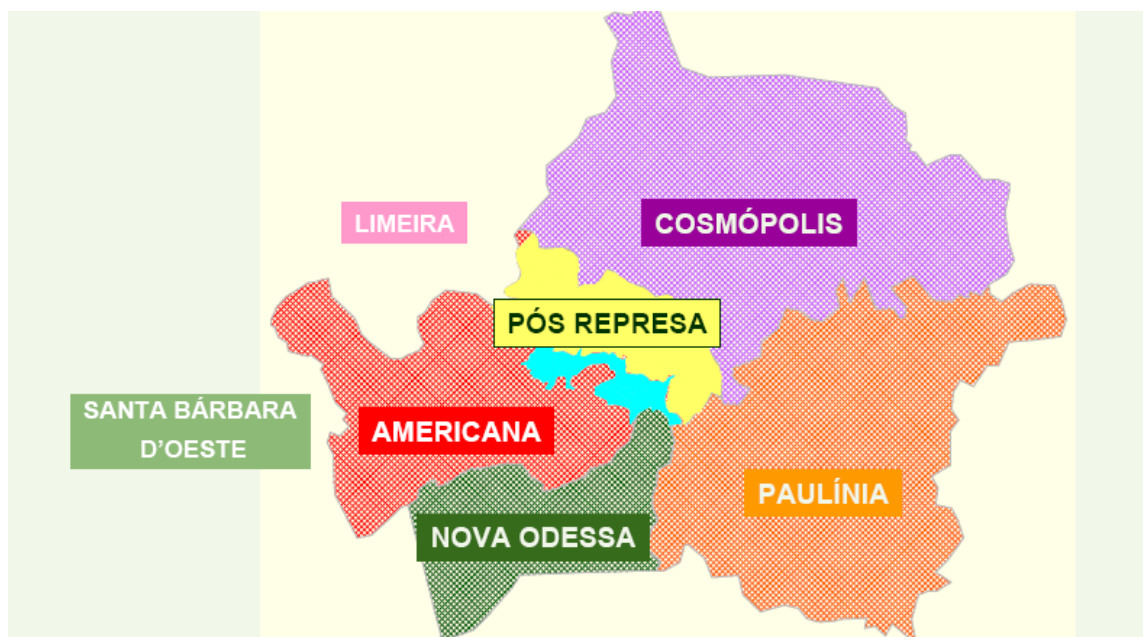 LIMEIRA
COSMÓPOLIS
PÓS REPRESA
SANTA BÁRBARA
D'OESTE
AMERICANA
PAULÍNIA
NOVA ODESSA